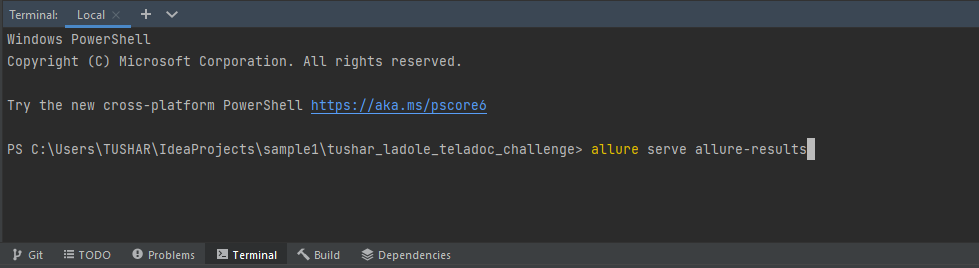 Terminal: Local
Windows PowerShell
Copyright (C) Microsoft Corporation. All rights reserved.
Try the new cross-platform PowerShell https://aka.ms/pscore6
PS C:\Users\TUSHAR\IdeaProjects\sample1\tushar_ladole_teladoc_challenge> allure serve allure-results
Git TODO Problems Terminal Build Dependencies